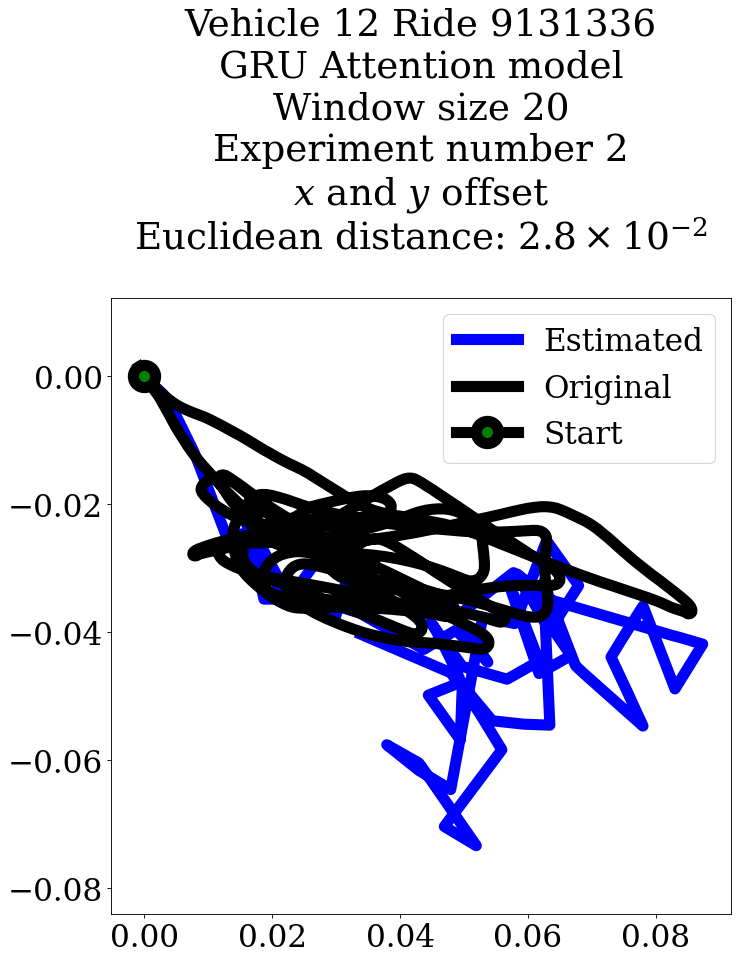 Vehicle 12 Ride 9131336
GRU Attention model
Window size 20
Experiment number 2
x and y offset
Euclidean distance: 2.8 × 10⁻²
Estimated
Original
Start
0.00
−0.02
−0.04
−0.06
−0.08
0.00 0.02 0.04 0.06 0.08